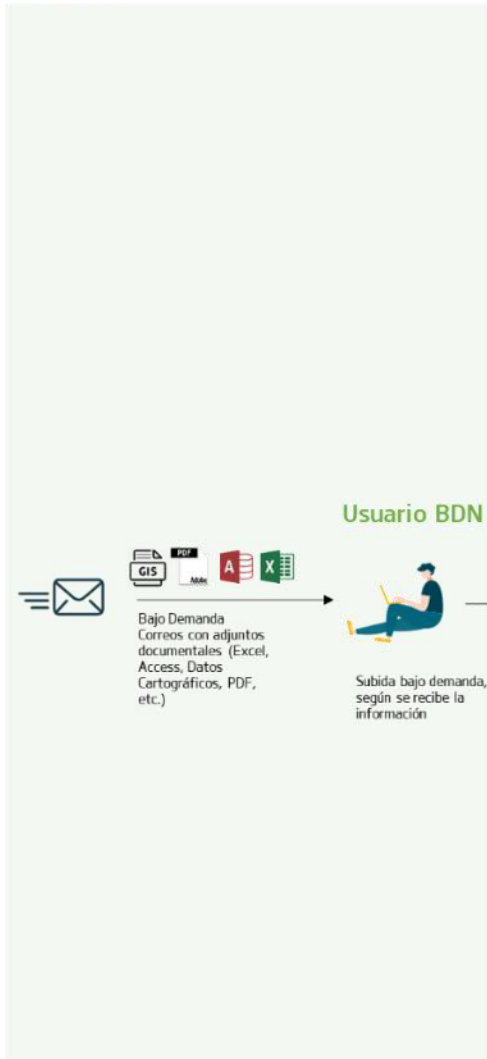 Usuario BDN
GIS
PDF
Adobe
A
X
Bajo Demanda
Correos con adjuntos
documentales (Excel,
Access, Datos
Cartográficos, PDF,
etc.)
Subida bajo demanda,
según se recibe la
información